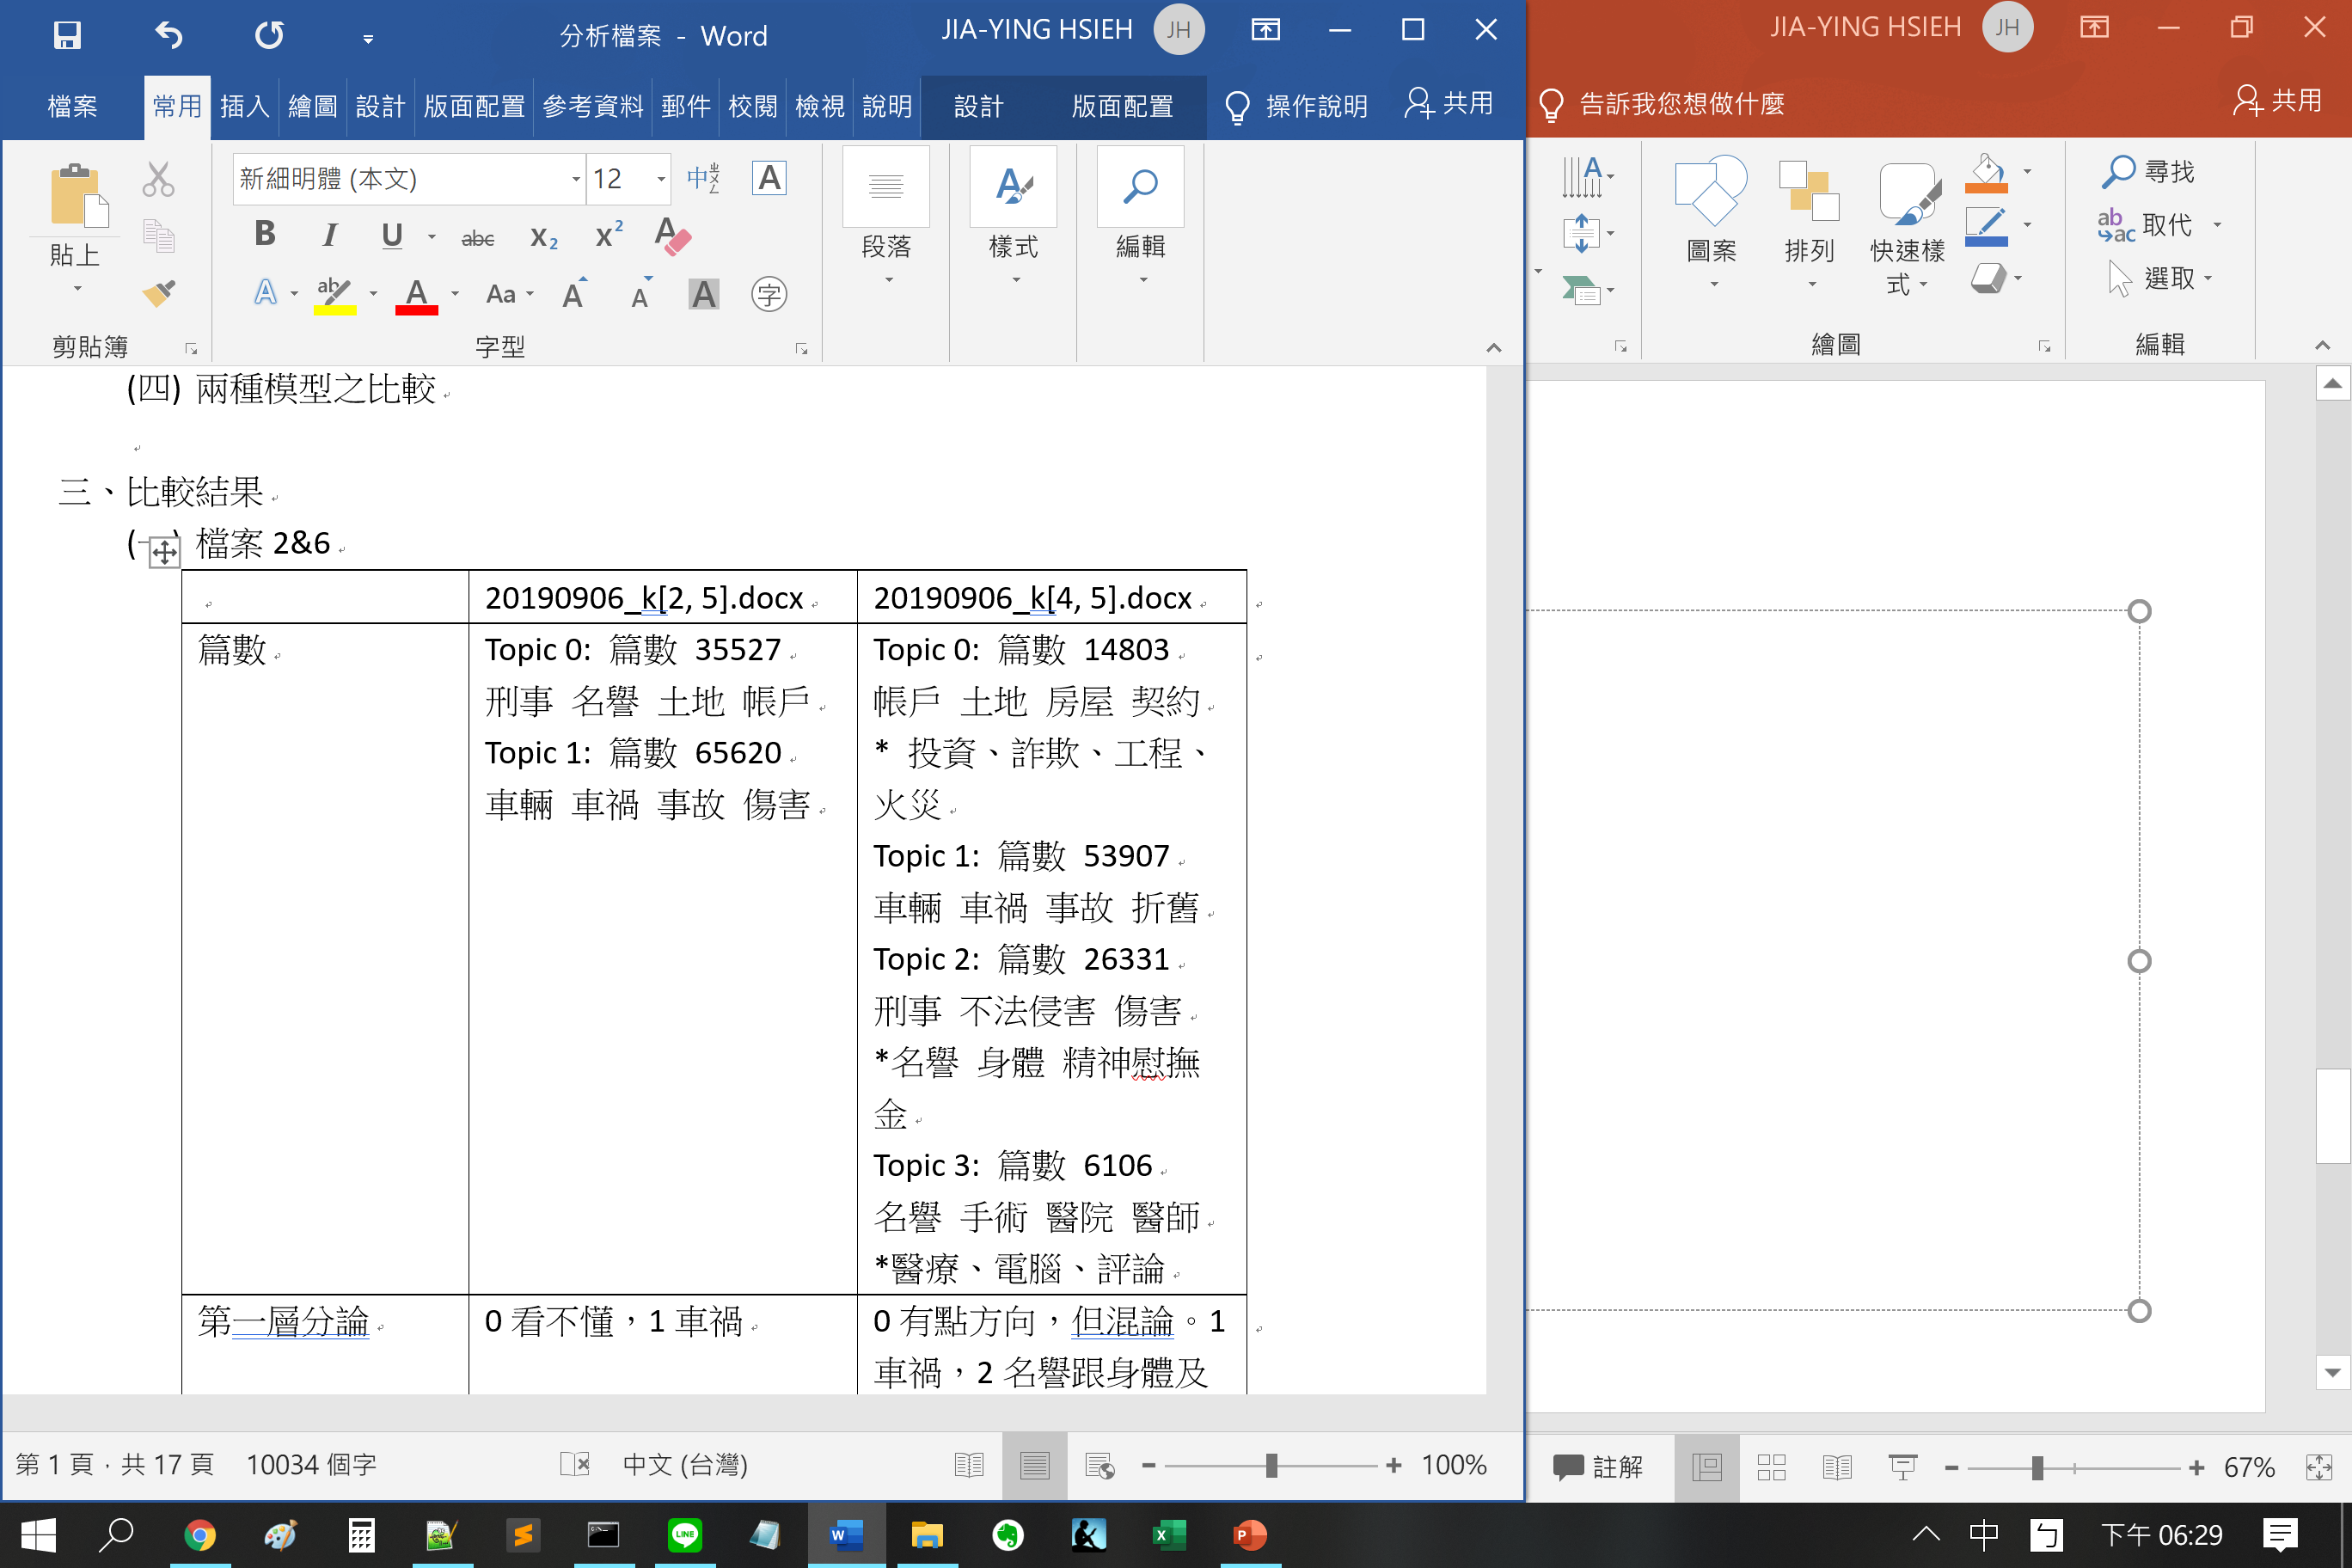 分析檔案 - Word
JIA-YING HSIEH
JH
檔案 常用 插入 繪圖 設計 版面配置 參考資料 郵件 校閱 檢視 說明 設計 版面配置 操作說明 共用
新細明體 (本文) 12
貼上
剪貼簿
字型
段落
樣式
編輯
JIA-YING HSIEH
JH
告訴我您想做什麼
共用
圖案
排列
快速樣式
尋找
取代
選取
繪圖
編輯
(四) 兩種模型之比較
三、比較結果
檔案 2&6
20190906_k[2, 5].docx
20190906_k[4, 5].docx
篇數
Topic 0: 篇數 35527
刑事 名譽 土地 帳戶
Topic 1: 篇數 65620
車輛 車禍 事故 傷害
Topic 0: 篇數 14803
帳戶 土地 房屋 契約
* 投資、詐欺、工程、
火災
Topic 1: 篇數 53907
車輛 車禍 事故 折舊
Topic 2: 篇數 26331
刑事 不法侵害 傷害
*名譽 身體 精神慰撫
金
Topic 3: 篇數 6106
名譽 手術 醫院 醫師
*醫療、電腦、評論
第一層分論
0 看不懂，1 車禍
0 有點方向，但混論。1
車禍，2 名譽跟身體及
第 1 頁，共 17 頁 10034 個字 中文 (台灣) 100%
註解 67%
中 ㄅ 下午 06:29